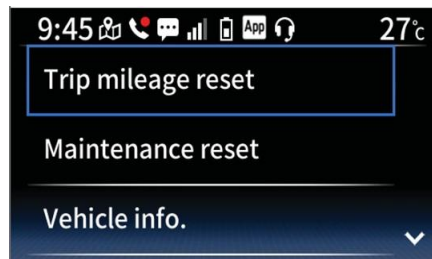 9:45 App 27°c
Trip mileage reset
Maintenance reset
Vehicle info.